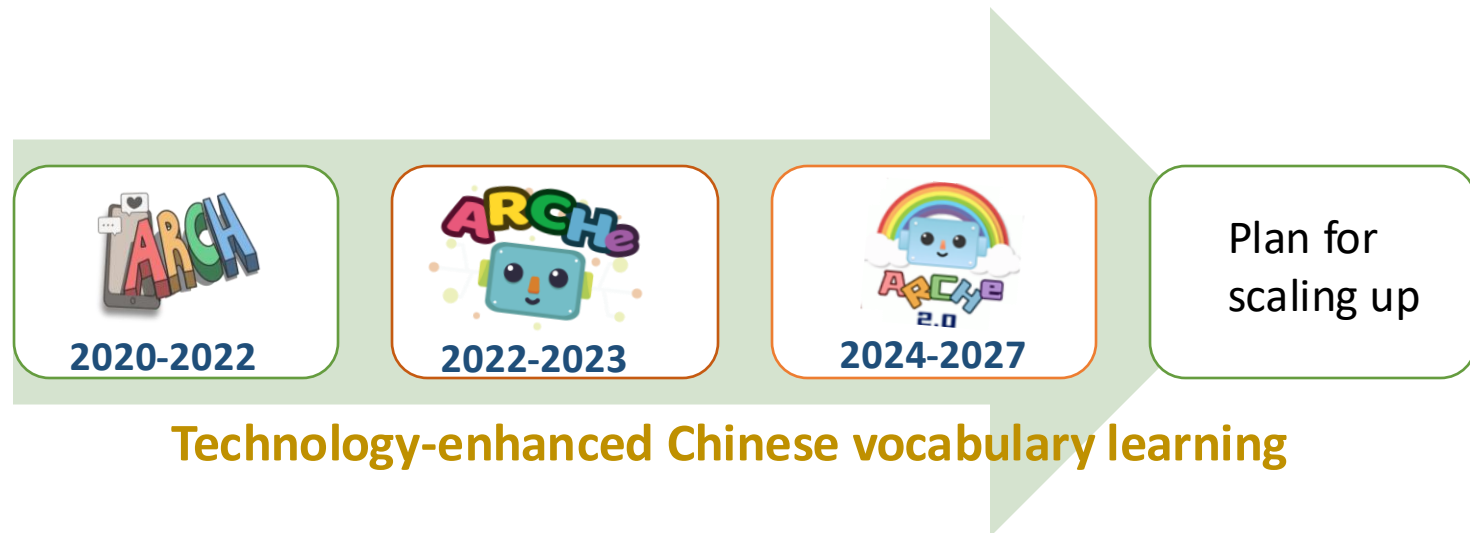 ARCH
2020-2022
ARCHe
2022-2023
ARCHe
2.0
2024-2027
Plan for
scaling up
Technology-enhanced Chinese vocabulary learning